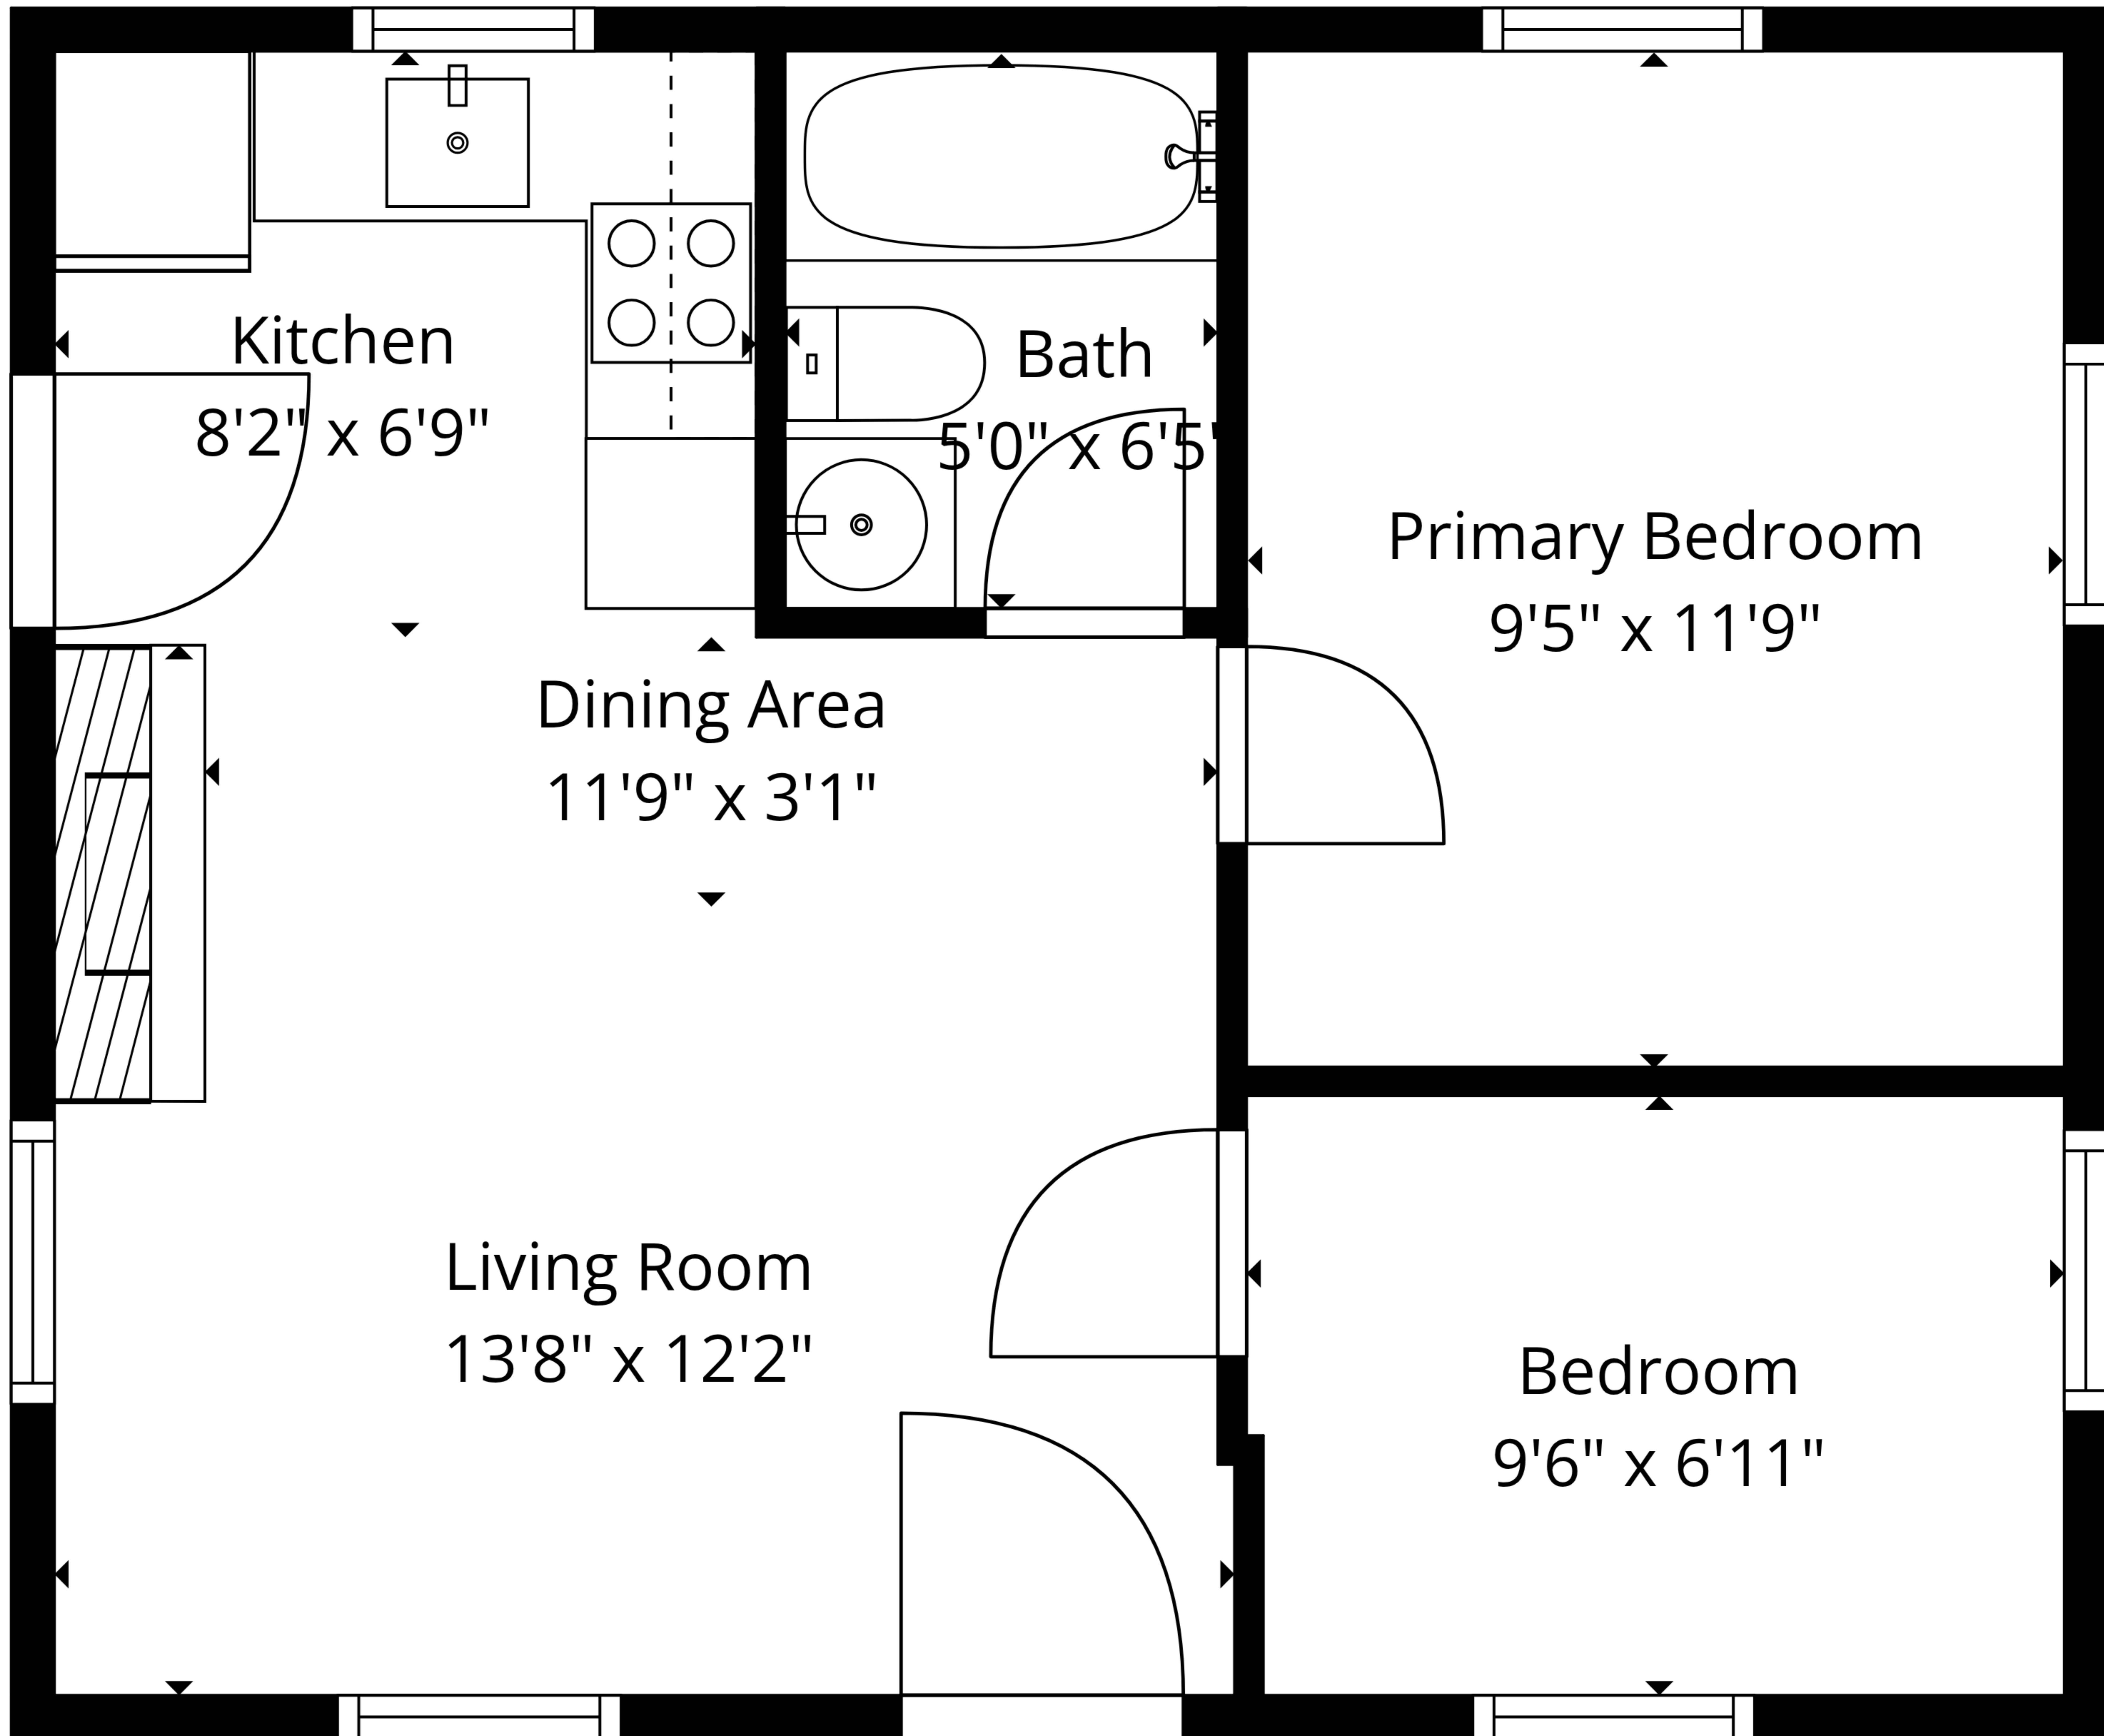 Kitchen
8'2" x 6'9"
Bath
5'0" x 6'5"
Primary Bedroom
9'5" x 11'9"
Dining Area
11'9" x 3'1"
Living Room
13'8" x 12'2"
Bedroom
9'6" x 6'11"